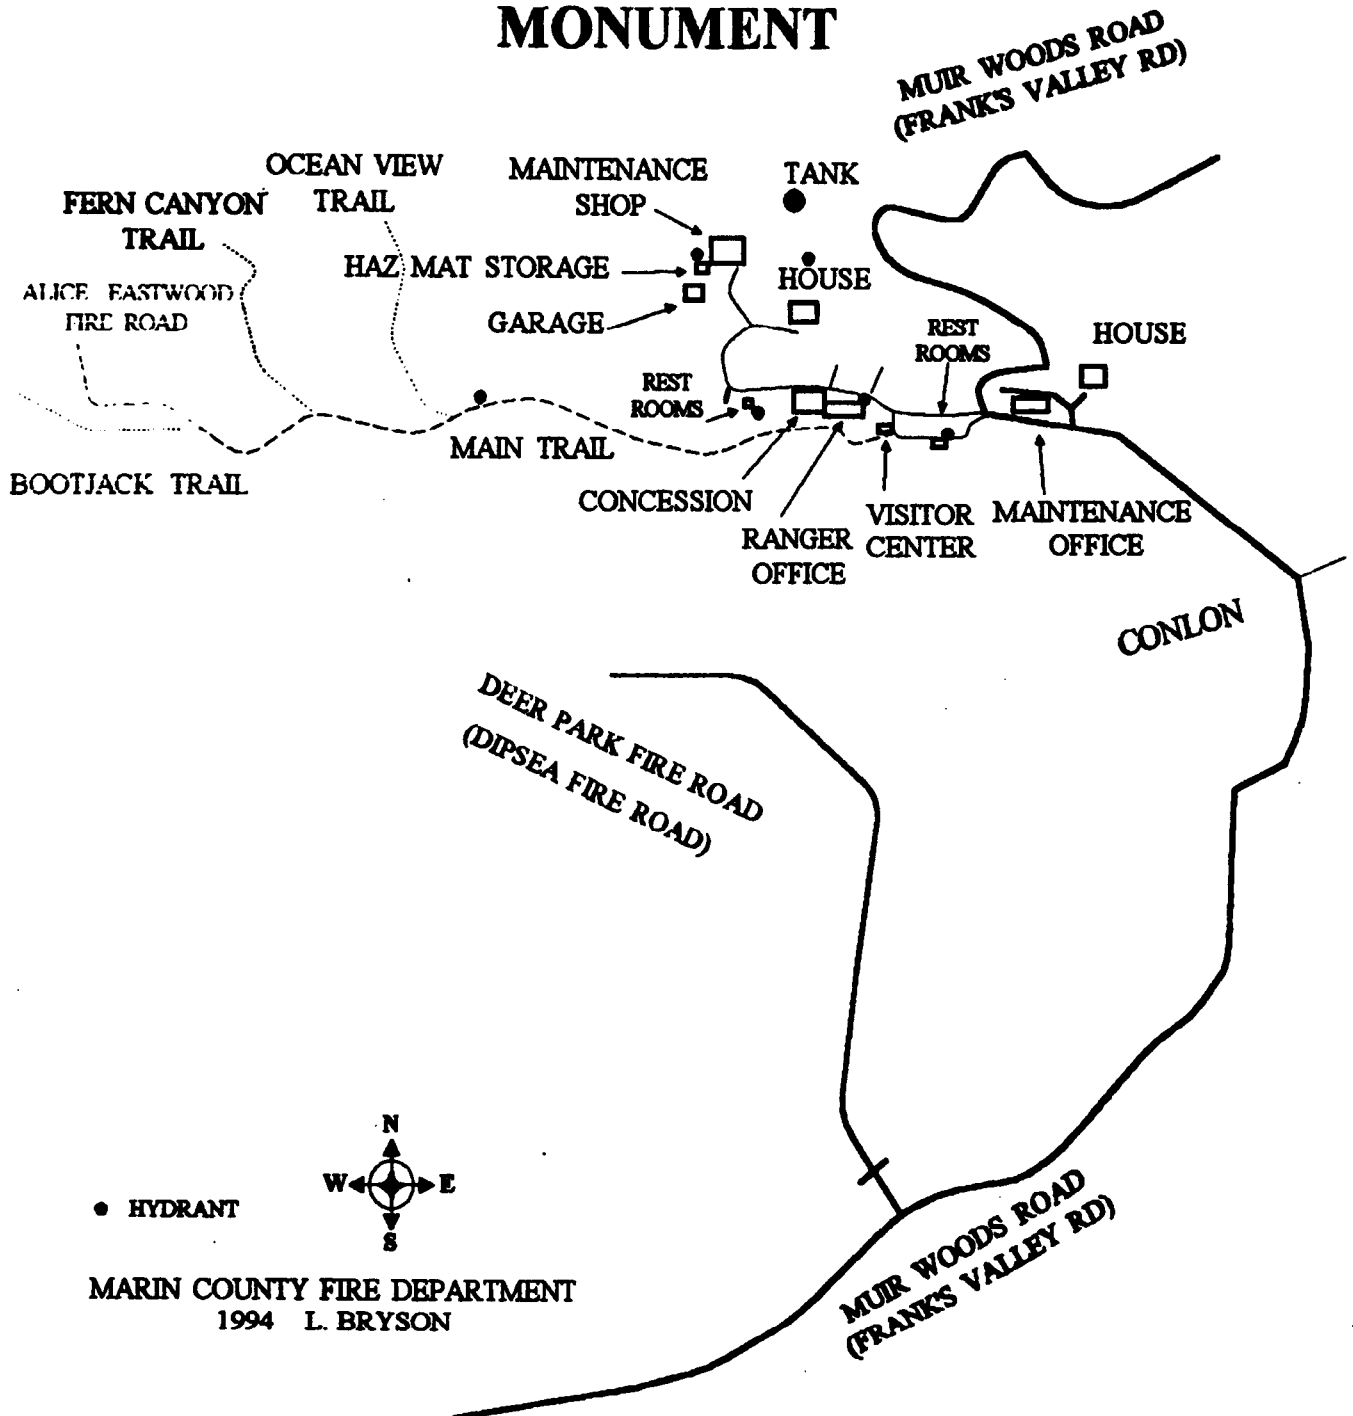 MONUMENT
MUIR WOODS ROAD
(FRANK'S VALLEY RD)
OCEAN VIEW
TRAIL
MAINTENANCE
SHOP
TANK
FERN CANYON
TRAIL
HAZ MAT STORAGE
HOUSE
ALICE EASTWOOD
FIRE ROAD
GARAGE
REST
ROOMS
HOUSE
REST
ROOMS
MAIN TRAIL
BOOTJACK TRAIL
CONCESSION
RANGER
OFFICE
VISITOR
CENTER
MAINTENANCE
OFFICE
CONLON
DEER PARK FIRE ROAD
(DIPSEA FIRE ROAD)
N
W
E
S
HYDRANT
MUIR WOODS ROAD
(FRANK'S VALLEY RD)
MARIN COUNTY FIRE DEPARTMENT
1994 L. BRYSON